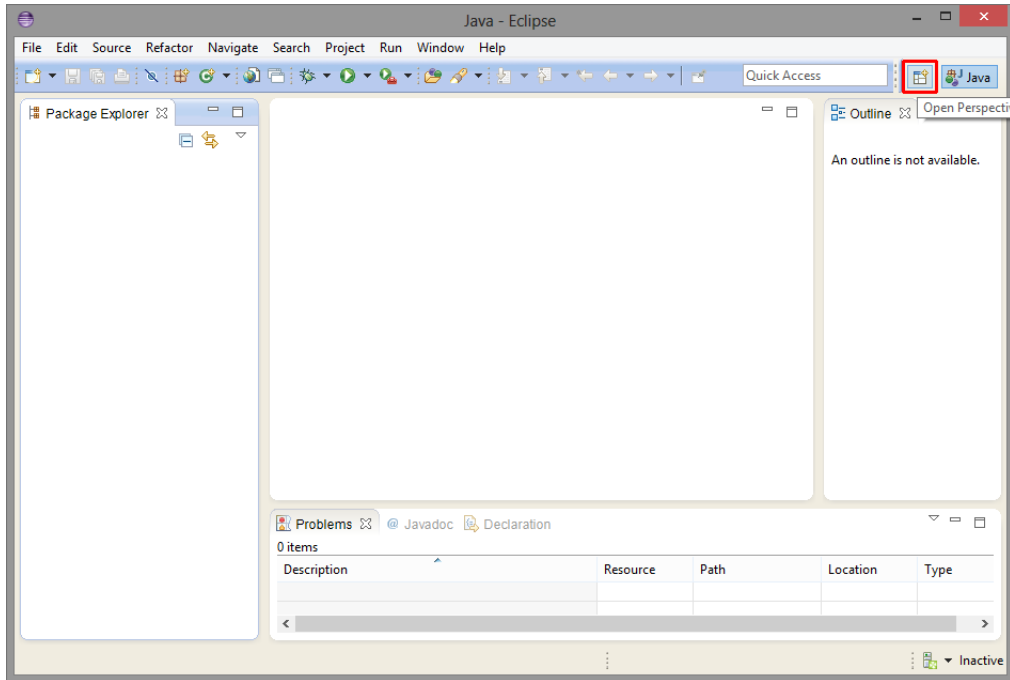 Java - Eclipse
File Edit Source Refactor Navigate Search Project Run Window Help
Quick Access
Java
Package Explorer
Outline
Open Perspectiv
An outline is not available.
Problems @ Javadoc Declaration
0 items
Description Resource Path Location Type
Inactive